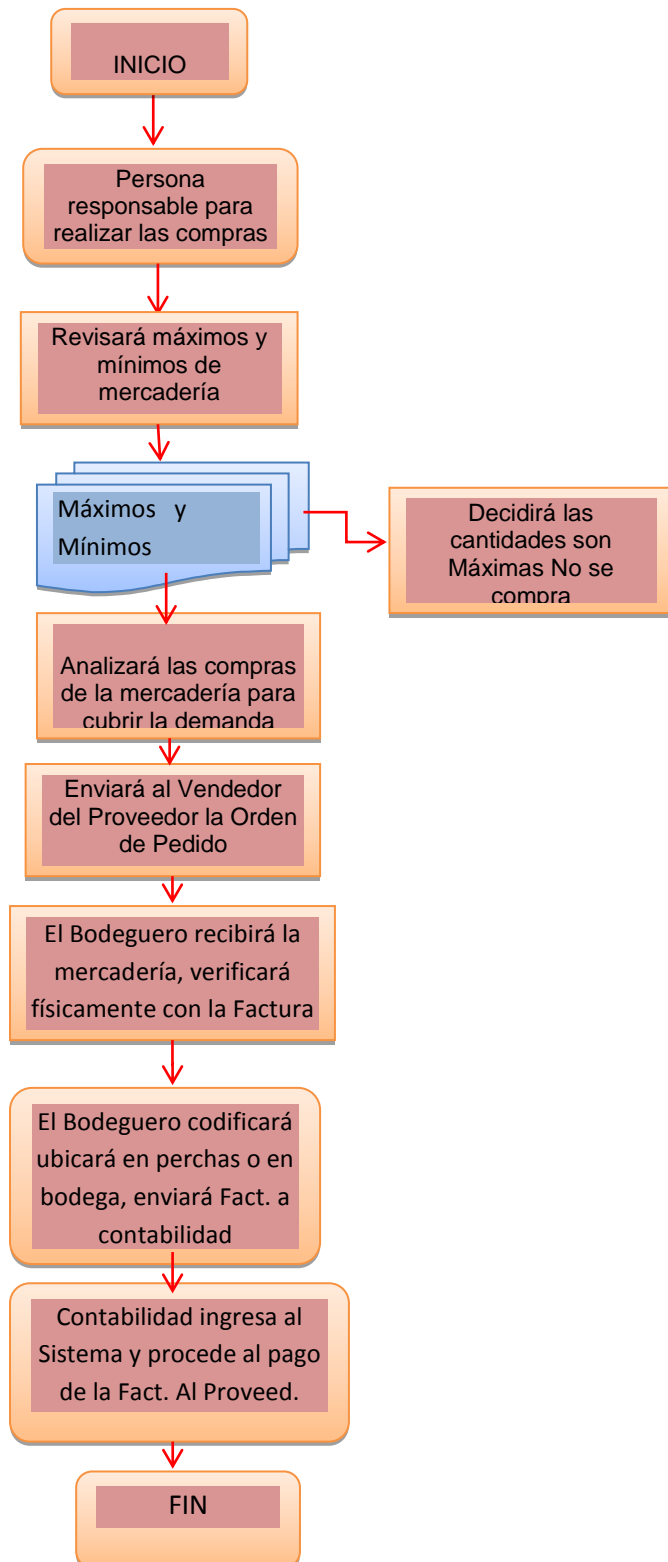 INICIO
Persona
responsable para
realizar las compras
Revisará máximos y
mínimos de
mercadería
Máximos y
Mínimos
Decidirá las
cantidades son
Máximas No se
compra
Analizará las compras
de la mercadería para
cubrir la demanda
Enviará al Vendedor
del Proveedor la Orden
de Pedido
El Bodeguero recibirá la
mercadería, verificará
físicamente con la Factura
El Bodeguero codificará
ubicará en perchas o en
bodega, enviará Fact. a
contabilidad
Contabilidad ingresa al
Sistema y procede al pago
de la Fact. Al Proveed.
FIN